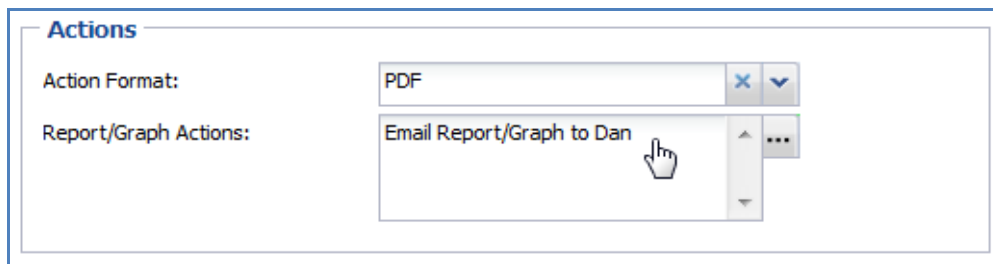 Actions
Action Format:
PDF
Report/Graph Actions:
Email Report/Graph to Dan
...